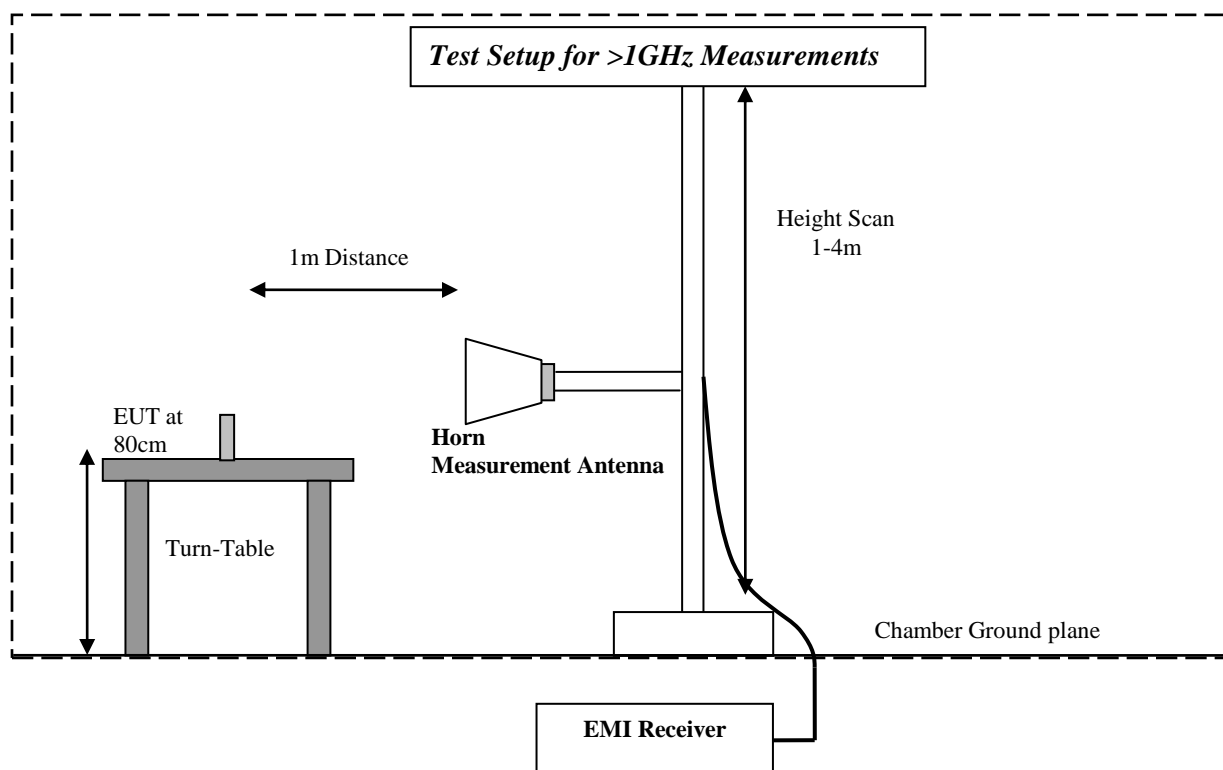 Test Setup for >1GHz Measurements
Height Scan
1-4m
1m Distance
EUT at
80cm
Horn
Measurement Antenna
Turn-Table
Chamber Ground plane
EMI Receiver